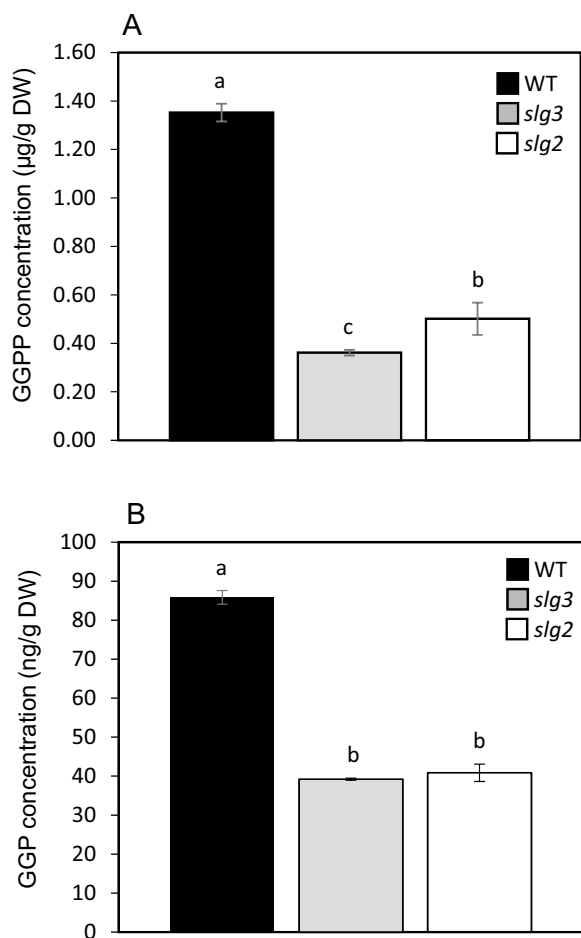 A
GGPP concentration (µg/g DW)
1.60
1.40
1.20
1.00
0.80
0.60
0.40
0.20
0.00
a
c
b
WT
slg3
slg2
B
GGP concentration (ng/g DW)
100
90
80
70
60
50
40
30
20
10
0
a
b
b
WT
slg3
slg2